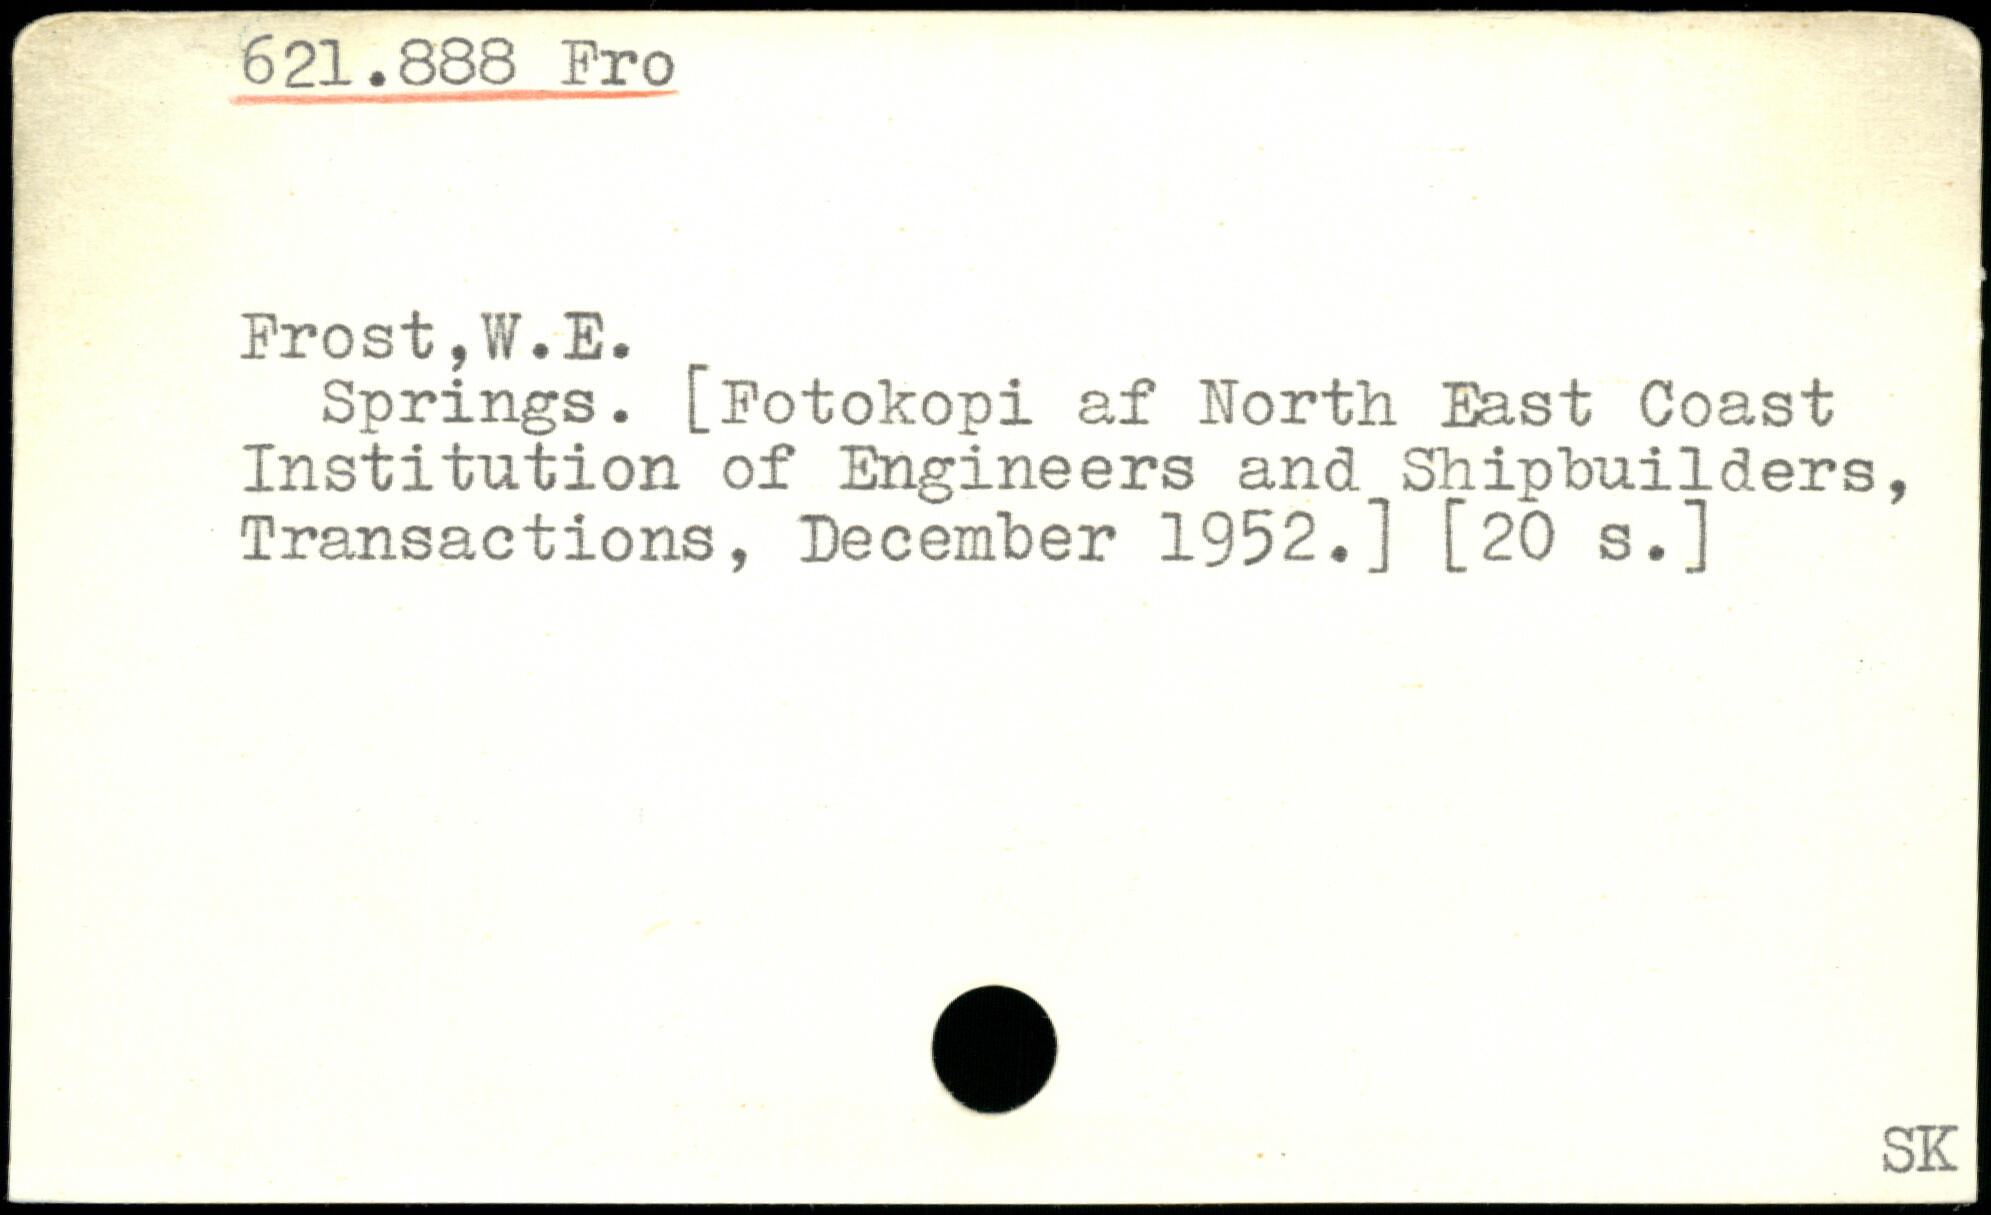 621.888 Fro
Frost,W.E.
Springs. [Fotokopi af North East Coast
Institution of Engineers and Shipbuilders,
Transactions, December 1952.] [20 s.]
SK